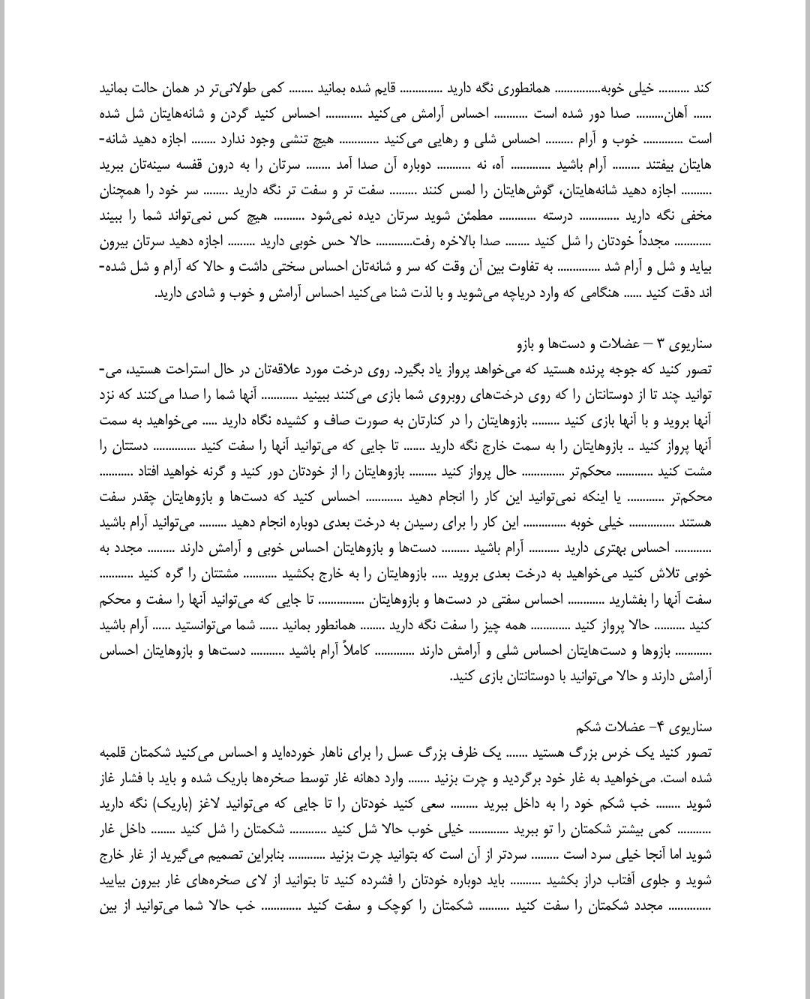 کند .......... خیلی خوبه............... همانطوری نگه دارید .............. قایم شده بمانید ........ کمی طولانی‌تر در همان حالت بمانید
...... آهان......... صدا دور شده است ........... احساس آرامش می‌کنید ............ احساس کنید گردن و شانه‌هایتان شل شده
است ............. خوب و آرام ......... احساس شلی و رهایی می‌کنید ............. هیچ تنشی وجود ندارد ........ اجازه دهید شانه-
هایتان بیفتند ......... آرام باشید ............. آه، نه ........... دوباره آن صدا آمد ........ سرتان را به درون قفسه سینه‌تان ببرید
.......... اجازه دهید شانه‌هایتان، گوش‌هایتان را لمس کنند ......... سفت تر و سفت تر نگه دارید ........ سر خود را همچنان
مخفی نگه دارید ............. درسته ............ مطمئن شوید سرتان دیده نمی‌شود .......... هیچ کس نمی‌تواند شما را ببیند
............ مجدداً خودتان را شل کنید ........ صدا بالاخره رفت............ حالا حس خوبی دارید ......... اجازه دهید سرتان بیرون
بیاید و شل و آرام شد .............. به تفاوت بین آن وقت که سر و شانه‌تان احساس سختی داشت و حالا که آرام و شل شده-
اند دقت کنید ...... هنگامی که وارد دریاچه می‌شوید و با لذت شنا می‌کنید احساس آرامش و خوب و شادی دارید.
سناریوی ۳ – عضلات و دست‌ها و بازو
تصور کنید که جوجه پرنده هستید که می‌خواهد پرواز یاد بگیرد. روی درخت مورد علاقه‌تان در حال استراحت هستید، می-
توانید چند تا از دوستانتان را که روی درخت‌های روبروی شما بازی می‌کنند ببینید ............ آنها شما را صدا می‌کنند که نزد
آنها بروید و با آنها بازی کنید ......... بازوهایتان را در کنارتان به صورت صاف و کشیده نگاه دارید ..... می‌خواهید به سمت
آنها پرواز کنید .. بازوهایتان را به سمت خارج نگه دارید ....... تا جایی که می‌توانید آنها را سفت کنید .............. دستتان را
مشت کنید ............ محکم‌تر .............. حال پرواز کنید ......... بازوهایتان را از خودتان دور کنید و گرنه خواهید افتاد ...........
محکم‌تر ............ یا اینکه نمی‌توانید این کار را انجام دهید ............ احساس کنید که دست‌ها و بازوهایتان چقدر سفت
هستند ............... خیلی خوبه .............. این کار را برای رسیدن به درخت بعدی دوباره انجام دهید ......... می‌توانید آرام باشید
............ احساس بهتری دارید .......... آرام باشید ......... دست‌ها و بازوهایتان احساس خوبی و آرامش دارند ......... مجدد به
خوبی تلاش کنید می‌خواهید به درخت بعدی بروید ..... بازوهایتان را به خارج بکشید ........... مشتتان را گره کنید ...........
سفت آنها را بفشارید ............ احساس سفتی در دست‌ها و بازوهایتان ............... تا جایی که می‌توانید آنها را سفت و محکم
کنید .......... حالا پرواز کنید ............. همه چیز را سفت نگه دارید ........ همانطور بمانید ...... شما می‌توانستید ...... آرام باشید
............ بازوها و دست‌هایتان احساس شلی و آرامش دارند ............. کاملاً آرام باشید ........... دست‌ها و بازوهایتان احساس
آرامش دارند و حالا می‌توانید با دوستانتان بازی کنید.
سناریوی ۴- عضلات شکم
تصور کنید یک خرس بزرگ هستید ....... یک ظرف بزرگ عسل را برای ناهار خورده‌اید و احساس می‌کنید شکمتان قلمبه
شده است. می‌خواهید به غار خود برگردید و چرت بزنید ....... وارد دهانه غار توسط صخره‌ها باریک شده و باید با فشار غاز
شوید ........ خب شکم خود را به داخل ببرید ......... سعی کنید خودتان را تا جایی که می‌توانید لاغز (باریک) نگه دارید
........... کمی بیشتر شکمتان را تو ببرید ............. خیلی خوب حالا شل کنید ............ شکمتان را شل کنید ........ داخل غار
شوید اما آنجا خیلی سرد است ......... سردتر از آن است که بتوانید چرت بزنید ............ بنابراین تصمیم می‌گیرید از غار خارج
شوید و جلوی آفتاب دراز بکشید .......... باید دوباره خودتان را فشرده کنید تا بتوانید از لای صخره‌های غار بیرون بیایید
.............. مجدد شکمتان را سفت کنید .......... شکمتان را کوچک و سفت کنید ............. خب حالا شما می‌توانید از بین